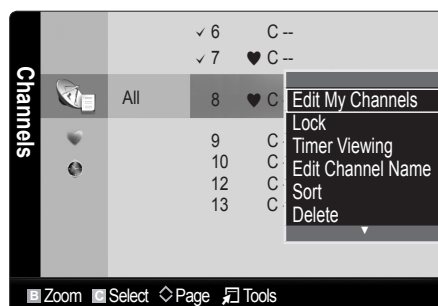 Channels
✓ 6 C --
✓ 7 ♥ C --
All 8 ♥ C
9 C
10 C
12 C
13 C
Edit My Channels
Lock
Timer Viewing
Edit Channel Name
Sort
Delete
▼
B Zoom C Select Page Tools